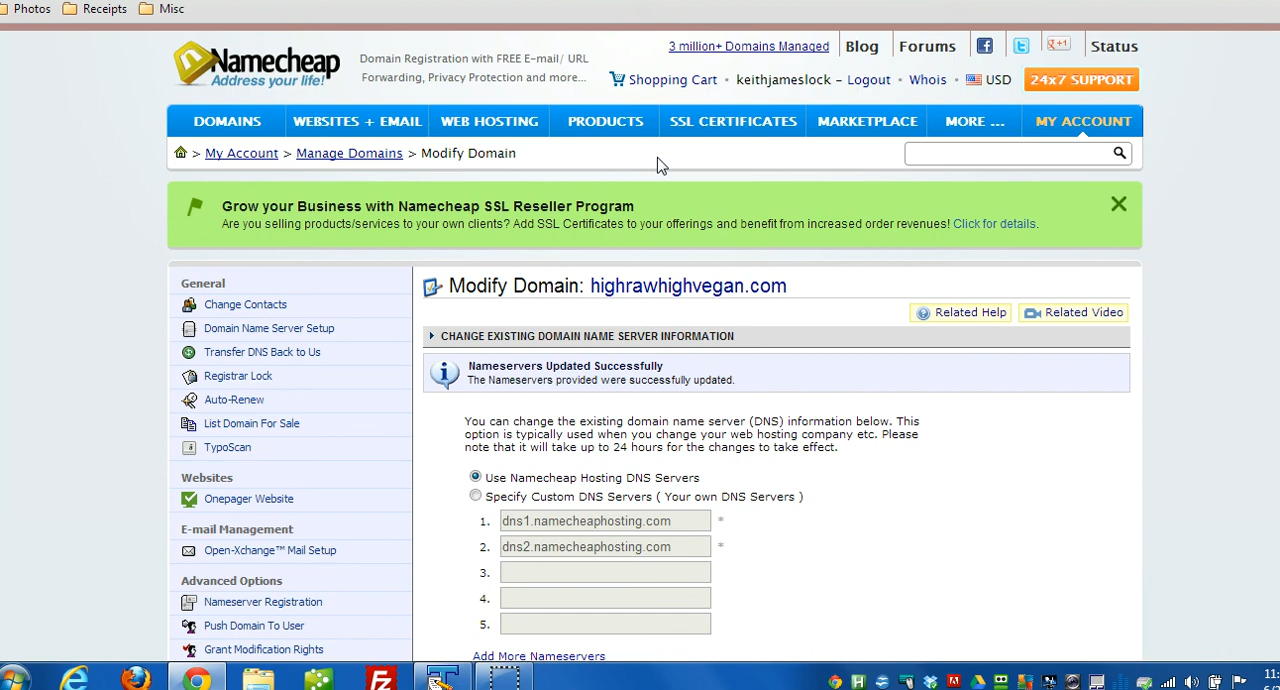 Photos Receipts Misc
Namecheap
Address your life!
Domain Registration with FREE E-mail/ URL
Forwarding, Privacy Protection and more...
3 million+ Domains Managed Blog Forums Status
Shopping Cart • keithjameslock – Logout • Whois • USD 24x7 SUPPORT
DOMAINS WEBSITES + EMAIL WEB HOSTING PRODUCTS SSL CERTIFICATES MARKETPLACE MORE ... MY ACCOUNT
> My Account > Manage Domains > Modify Domain
Grow your Business with Namecheap SSL Reseller Program
Are you selling products/services to your own clients? Add SSL Certificates to your offerings and benefit from increased order revenues! Click for details.
General
Change Contacts
Domain Name Server Setup
Transfer DNS Back to Us
Registrar Lock
Auto-Renew
List Domain For Sale
TypoScan
Websites
Onepager Website
E-mail Management
Open-Xchange™ Mail Setup
Advanced Options
Nameserver Registration
Push Domain To User
Grant Modification Rights
Modify Domain: highrawhighvegan.com
Related Help Related Video
CHANGE EXISTING DOMAIN NAME SERVER INFORMATION
Nameservers Updated Successfully
The Nameservers provided were successfully updated.
You can change the existing domain name server (DNS) information below. This
option is typically used when you change your web hosting company etc. Please
note that it will take up to 24 hours for the changes to take effect.
Use Namecheap Hosting DNS Servers
Specify Custom DNS Servers ( Your own DNS Servers )
1. dns1.namecheaphosting.com *
2. dns2.namecheaphosting.com *
3.
4.
5.
Add More Nameservers